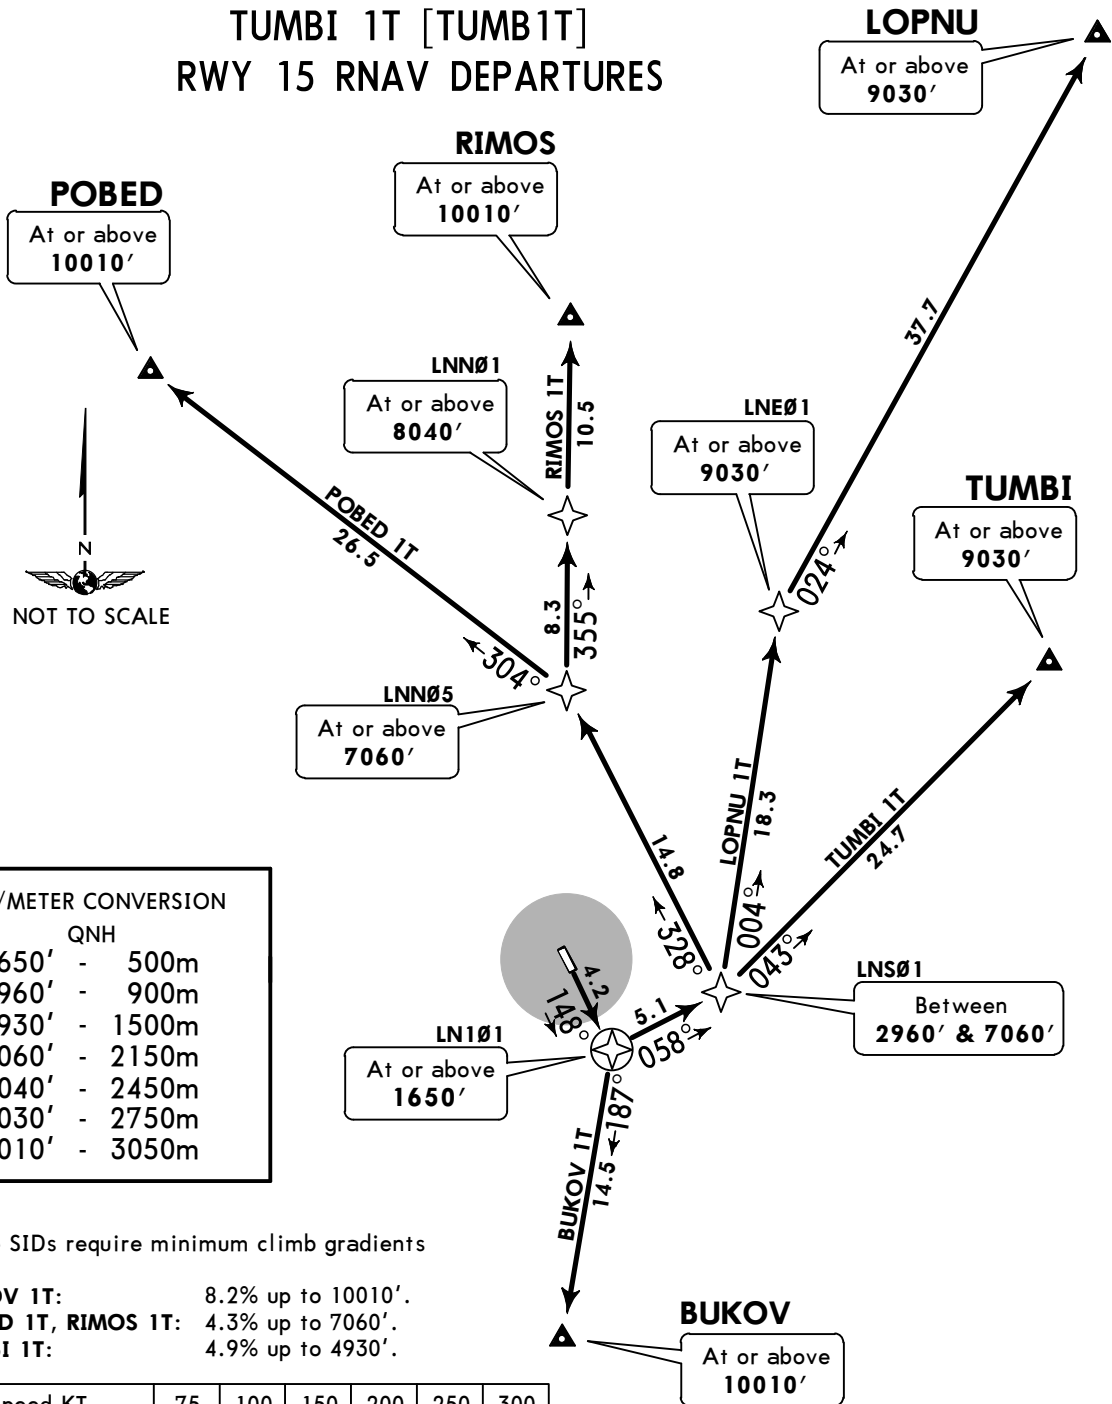 TUMBI 1T [TUMB1T]
RWY 15 RNAV DEPARTURES
LOPNU
At or above
9030′
RIMOS
At or above
10010′
POBED
At or above
10010′
LNNØ1
At or above
8040′
RIMOS 1T
10.5
37.7
LNEØ1
At or above
9030′
TUMBI
At or above
9030′
POBED 1T
26.5
N
NOT TO SCALE
024°
8.3
355°
304°
LNNØ5
At or above
7060′
LOPNU 1T
18.3
TUMBI 1T
24.7
14.8
328°
004°
043°
/METER CONVERSION
QNH
650′ - 500m
960′ - 900m
930′ - 1500m
060′ - 2150m
040′ - 2450m
030′ - 2750m
010′ - 3050m
4.2
148°
5.1
058°
LNSØ1
Between
2960′ & 7060′
LN1Ø1
At or above
1650′
187°
BUKOV 1T
14.5
SIDs require minimum climb gradients
V 1T: 8.2% up to 10010′.
D 1T, RIMOS 1T: 4.3% up to 7060′.
I 1T: 4.9% up to 4930′.
BUKOV
At or above
10010′
peed KT 75 100 150 200 250 300